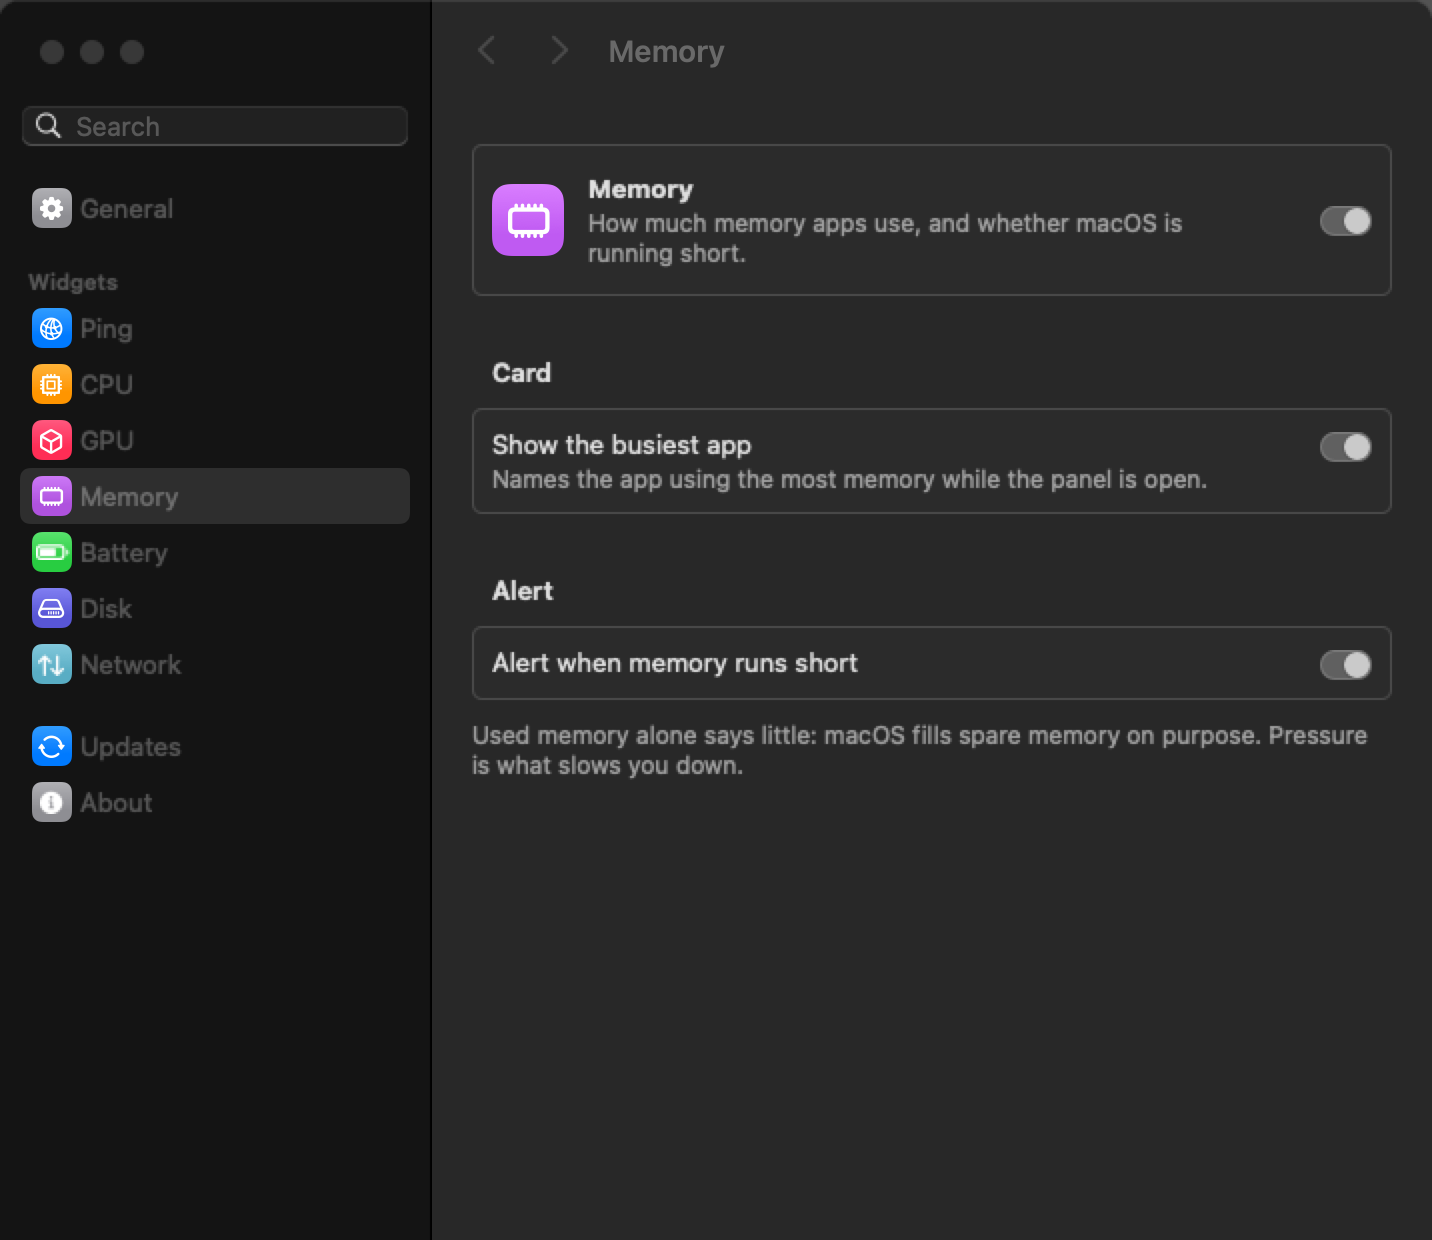 Memory
Search
General
Widgets
Ping
CPU
GPU
Memory
Battery
Disk
Network
Updates
About
Memory
How much memory apps use, and whether macOS is
running short.
Card
Show the busiest app
Names the app using the most memory while the panel is open.
Alert
Alert when memory runs short
Used memory alone says little: macOS fills spare memory on purpose. Pressure
is what slows you down.